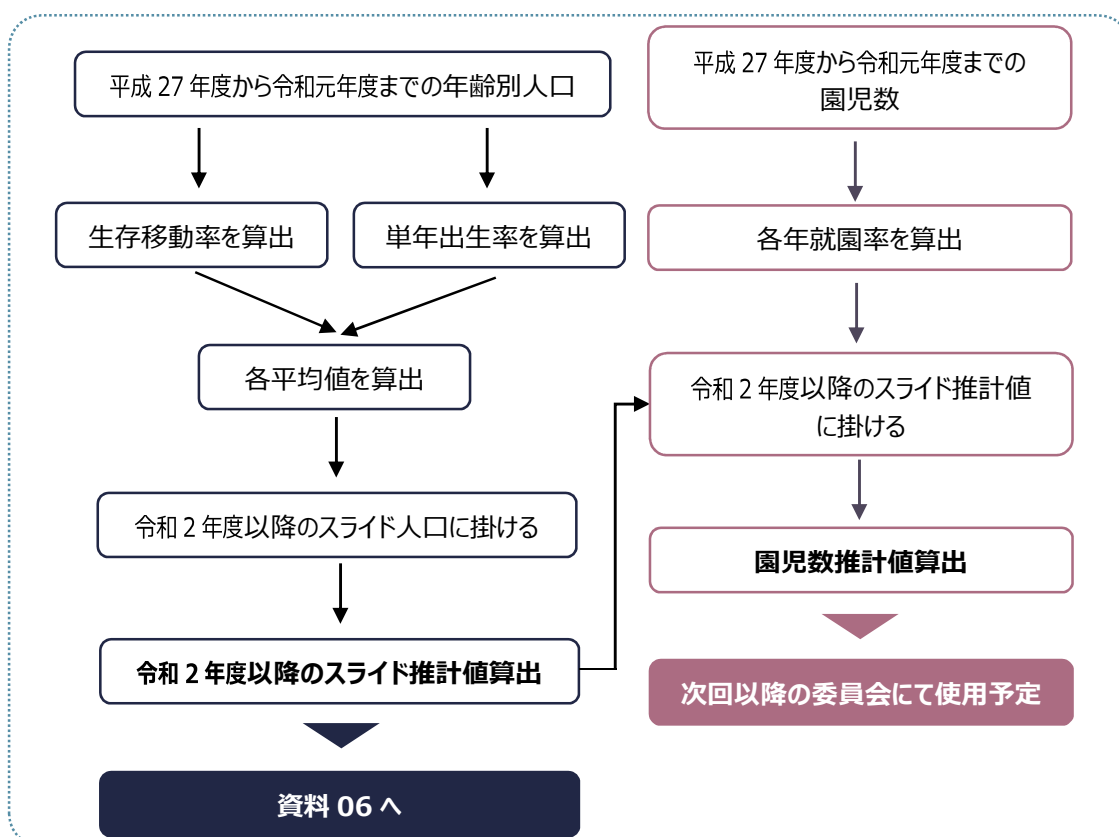 平成 27 年度から令和元年度までの年齢別人口
生存移動率を算出
単年出生率を算出
各平均値を算出
令和 2 年度以降のスライド人口に掛ける
令和 2 年度以降のスライド推計値算出
資料 06 へ
平成 27 年度から令和元年度までの
園児数
各年就園率を算出
令和 2 年度以降のスライド推計値
に掛ける
園児数推計値算出
次回以降の委員会にて使用予定